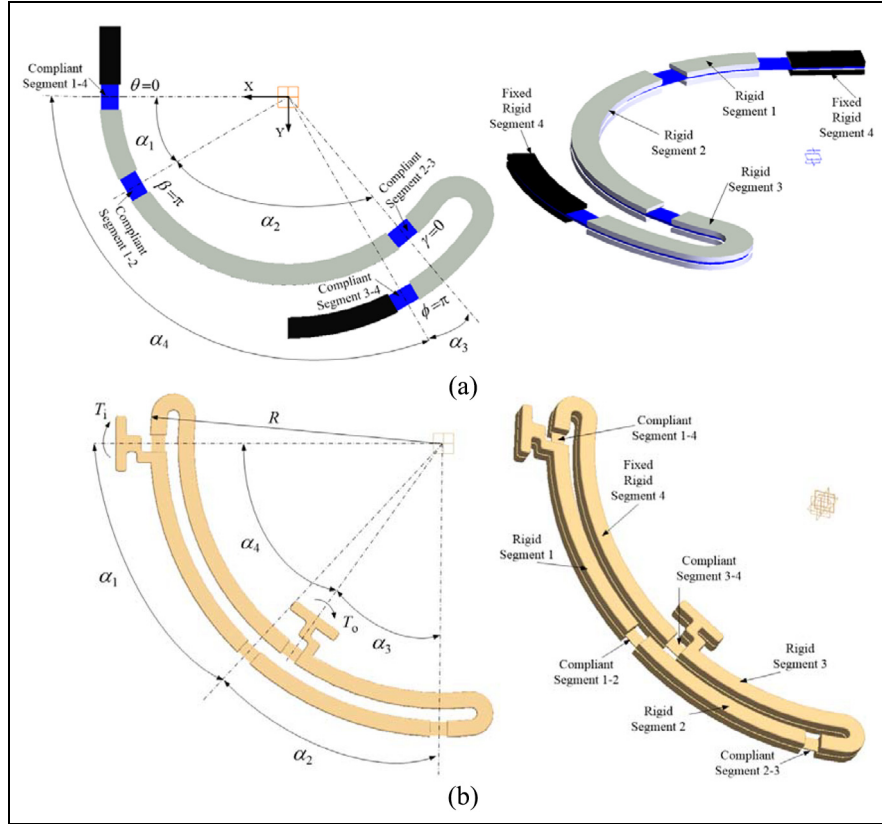 Compliant
Segment 1-4
θ=0
X
Y
α1
β=π
Compliant
Segment 1-2
α2
Compliant
Segment 2-3
γ=0
Compliant
Segment 3-4
ϕ=π
α3
α4
Fixed
Rigid
Segment 4
Rigid
Segment 1
Rigid
Segment 2
Fixed
Rigid
Segment 4
Rigid
Segment 3
(a)
Ti
R
α4
α1
To
α3
α2
Compliant
Segment 1-4
Fixed
Rigid
Segment 4
Rigid
Segment 1
Compliant
Segment 3-4
Rigid
Segment 3
Compliant
Segment 1-2
Rigid
Segment 2
Compliant
Segment 2-3
(b)